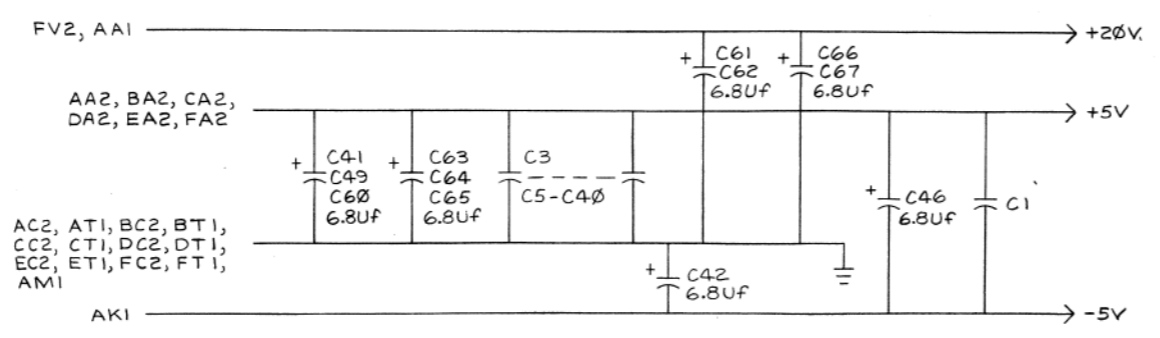 FV2, AA1
+20V.
+ C61
C62
6.8Uf
+ C66
C67
6.8Uf
AA2, BA2, CA2,
DA2, EA2, FA2
+5V
+ C41
C49
C60
6.8Uf
+ C63
C64
C65
6.8Uf
C3
C5-C40
+ C46
6.8Uf
C1
AC2, AT1, BC2, BT1,
CC2, CT1, DC2, DT1,
EC2, ET1, FC2, FT1,
AM1
+ C42
6.8Uf
AK1
-5V